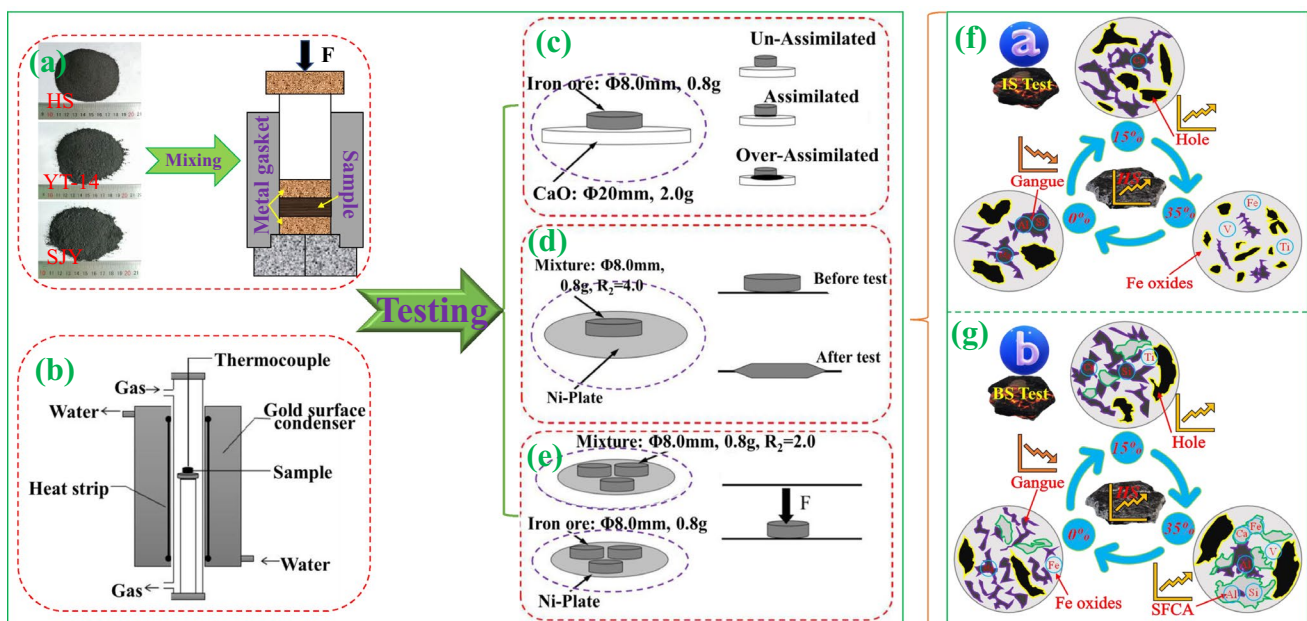 (a)
HS
YT-14
SJY
Mixing
F
Metal gasket
Sample
(b)
Thermocouple
Gas
Water
Gold surface
condenser
Sample
Heat strip
Water
Gas
Testing
(c)
Un-Assimilated
Iron ore: Φ8.0mm, 0.8g
Assimilated
Over-Assimilated
CaO: Φ20mm, 2.0g
(d)
Mixture: Φ8.0mm,
0.8g, R₂=4.0
Before test
After test
Ni-Plate
(e)
Mixture: Φ8.0mm, 0.8g, R₂=2.0
F
Iron ore: Φ8.0mm, 0.8g
Ni-Plate
(f)
a
IS Test
Hole
15%
Gangue
HS
0%
35%
Fe
V
Ti
Fe oxides
(g)
b
BS Test
Ti
Hole
15%
Gangue
HS
0%
35%
Fe
Fe oxides
Ca
Fe
V
Al
Si
SFCA